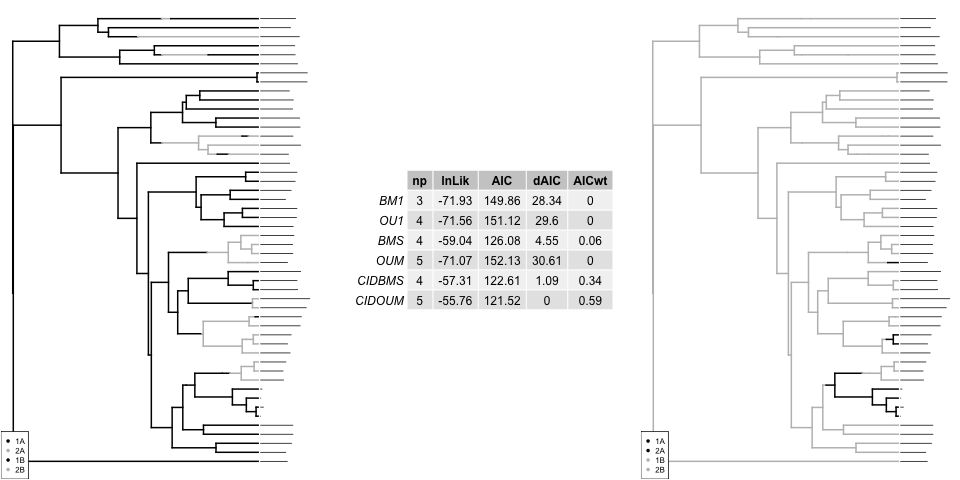 np lnLik AIC dAIC AICwt
BM1 3 -71.93 149.86 28.34 0
OU1 4 -71.56 151.12 29.6 0
BMS 4 -59.04 126.08 4.55 0.06
OUM 5 -71.07 152.13 30.61 0
CIDBMS 4 -57.31 122.61 1.09 0.34
CIDOUM 5 -55.76 121.52 0 0.59
1A
2A
1B
2B
1A
2A
1B
2B